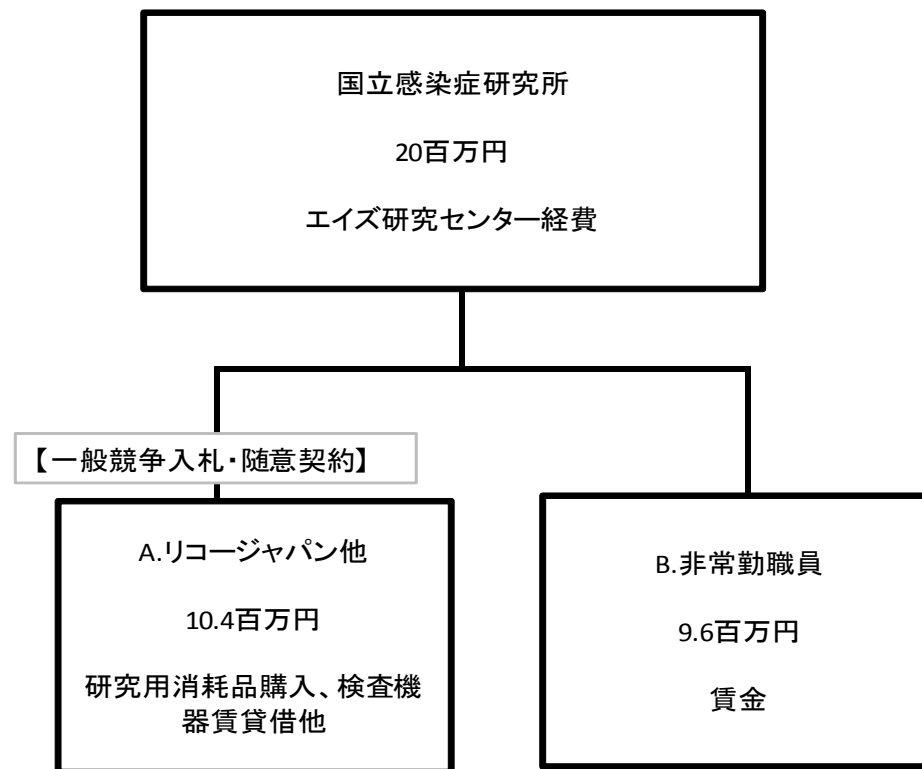 国立感染症研究所
20百万円
エイズ研究センター経費
【一般競争入札・随意契約】
A.リコージャパン他
10.4百万円
研究用消耗品購入、検査機
器賃貸借他
B.非常勤職員
9.6百万円
賃金